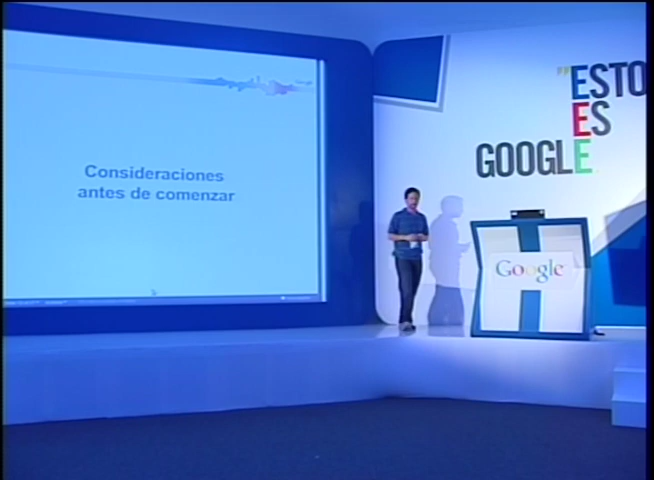 Consideraciones
antes de comenzar
"ESTO
ES
GOOGLE
Google